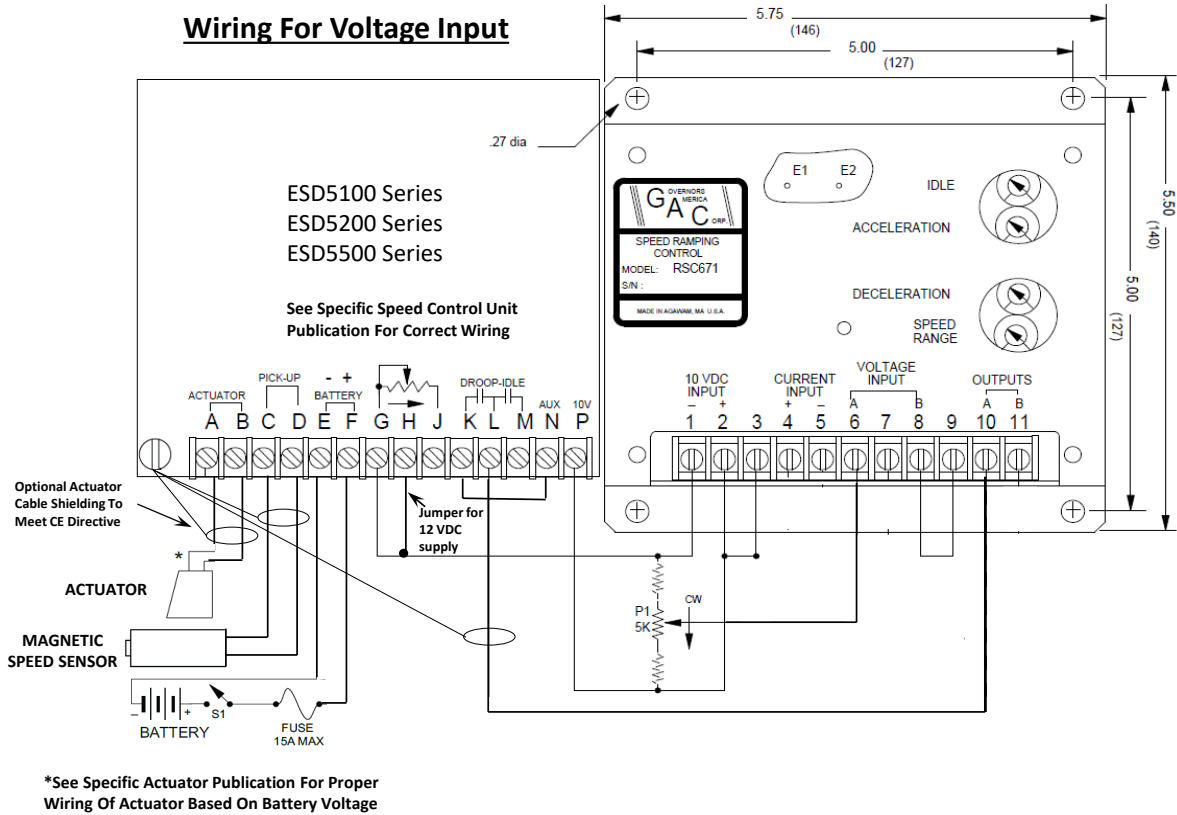 Wiring For Voltage Input
5.75
(146)
5.00
(127)
.27 dia
ESD5100 Series
ESD5200 Series
ESD5500 Series
See Specific Speed Control Unit
Publication For Correct Wiring
E1 E2
IDLE
ACCELERATION
DECELERATION
SPEED
RANGE
5.50
(140)
5.00
(127)
GOVERNORS
AMERICA
CORP.
SPEED RAMPING
CONTROL
MODEL: RSC671
S/N :
MADE IN AGAWAM, MA U.S.A.
ACTUATOR
PICK-UP
- +
BATTERY
DROOP-IDLE
AUX 10V
A B C D E F G H J K L M N P
10 VDC
INPUT
CURRENT
INPUT
VOLTAGE
INPUT
OUTPUTS
– + + – A B A B
1 2 3 4 5 6 7 8 9 10 11
Optional Actuator
Cable Shielding To
Meet CE Directive
Jumper for
12 VDC
supply
*
ACTUATOR
MAGNETIC
SPEED SENSOR
P1
5K
CW
– +
BATTERY
S1
FUSE
15A MAX
*See Specific Actuator Publication For Proper
Wiring Of Actuator Based On Battery Voltage